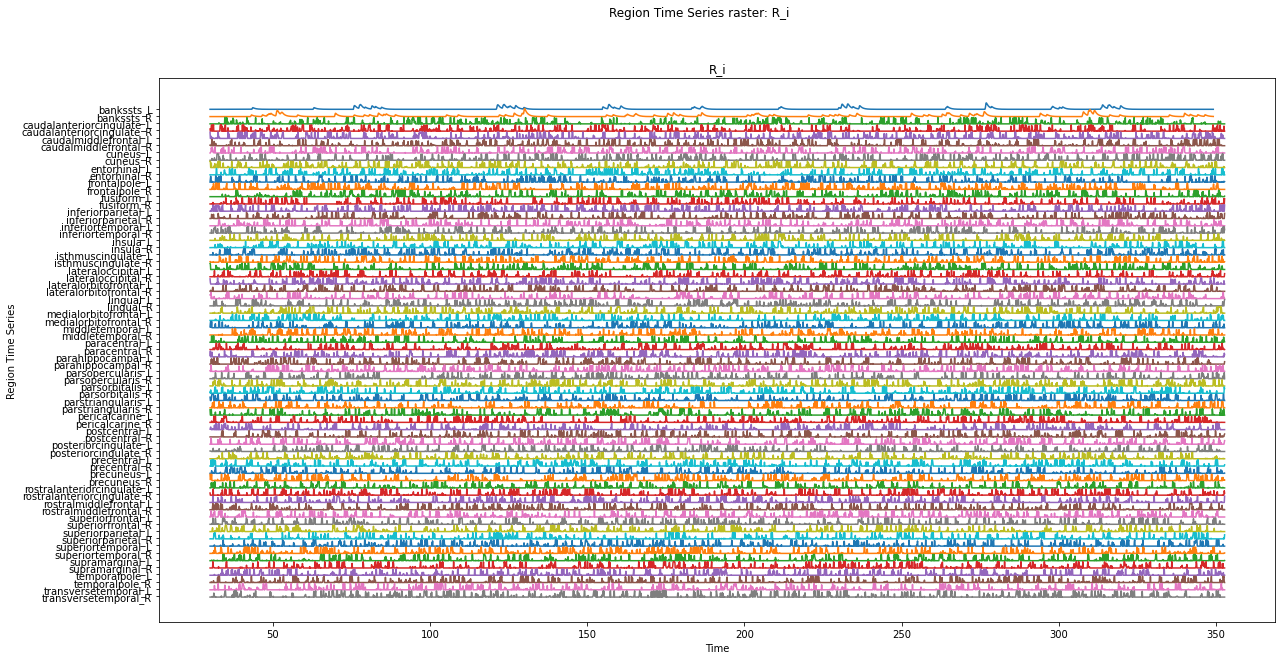 Region Time Series raster: R_i
R_i
bankssts_L
bankssts_R
caudalanteriorcingulate_L
caudalanteriorcingulate_R
caudalmiddlefrontal_L
caudalmiddlefrontal_R
cuneus_L
cuneus_R
entorhinal_L
entorhinal_R
frontalpole_L
frontalpole_R
fusiform_L
fusiform_R
inferiorparietal_L
inferiorparietal_R
inferiortemporal_L
inferiortemporal_R
insula_L
insula_R
isthmuscingulate_L
isthmuscingulate_R
lateraloccipital_L
lateraloccipital_R
lateralorbitofrontal_L
lateralorbitofrontal_R
lingual_L
lingual_R
medialorbitofrontal_L
medialorbitofrontal_R
middletemporal_L
middletemporal_R
paracentral_L
paracentral_R
parahippocampal_L
parahippocampal_R
parsopercularis_L
parsopercularis_R
parsorbitalis_L
parsorbitalis_R
parstriangularis_L
parstriangularis_R
pericalcarine_L
pericalcarine_R
postcentral_L
postcentral_R
posteriorcingulate_L
posteriorcingulate_R
precentral_L
precentral_R
precuneus_L
precuneus_R
rostralanteriorcingulate_L
rostralanteriorcingulate_R
rostralmiddlefrontal_L
rostralmiddlefrontal_R
superiorfrontal_L
superiorfrontal_R
superiorparietal_L
superiorparietal_R
superiortemporal_L
superiortemporal_R
supramarginal_L
supramarginal_R
temporalpole_L
temporalpole_R
transversetemporal_L
transversetemporal_R
Region Time Series
50 100 150 200 250 300 350
Time